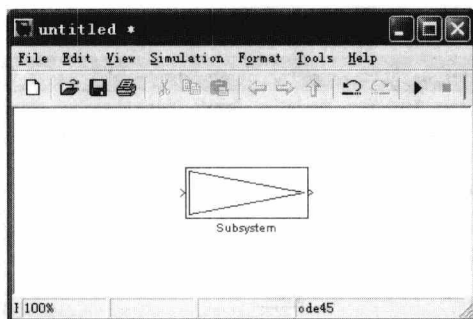 untitled *
File Edit View Simulation Format Tools Help
Subsystem
100%
ode45